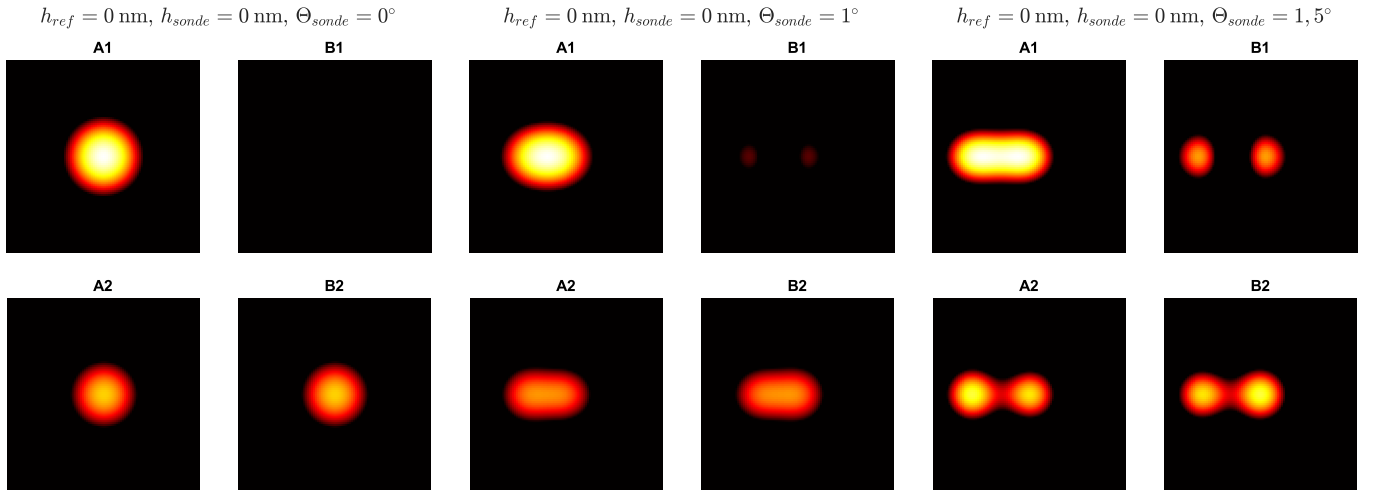 h_ref = 0 nm, h_sonde = 0 nm, Θ_sonde = 0°
h_ref = 0 nm, h_sonde = 0 nm, Θ_sonde = 1°
h_ref = 0 nm, h_sonde = 0 nm, Θ_sonde = 1,5°
A1 B1 A1 B1 A1 B1
A2 B2 A2 B2 A2 B2